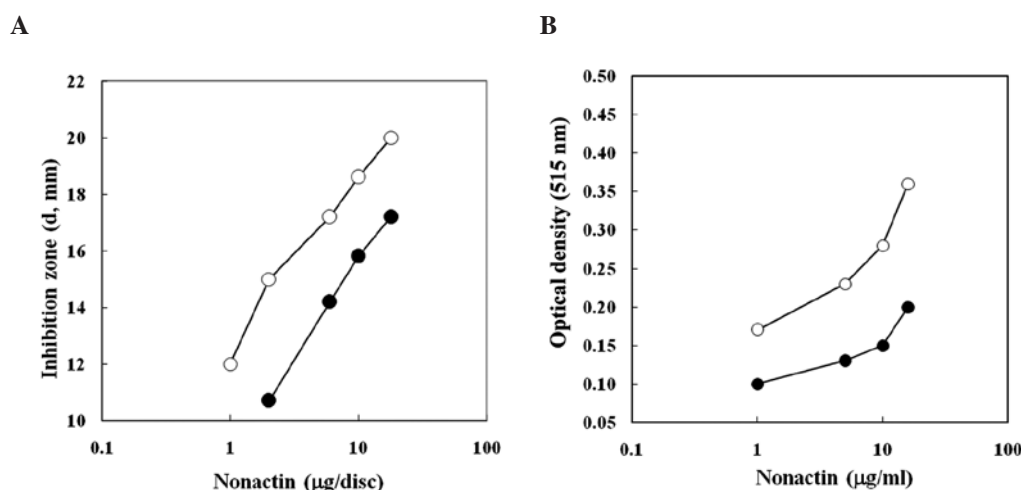 A
B
22
20
18
16
14
12
10
Inhibition zone (d, mm)
0.1 1 10 100
Nonactin (μg/disc)
0.50
0.45
0.40
0.35
0.30
0.25
0.20
0.15
0.10
0.05
Optical density (515 nm)
0.1 1 10 100
Nonactin (μg/ml)